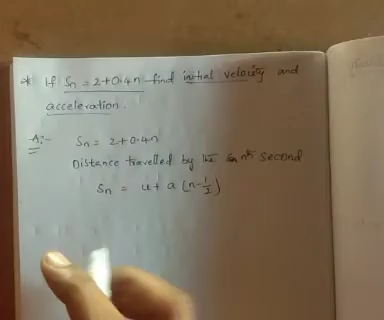 * If Sn = 2+0.4n find initial velocity and
acceleration.
A:- Sn = 2+0.4n
Distance travelled by the nth second
Sn = u + a (n-1/2)